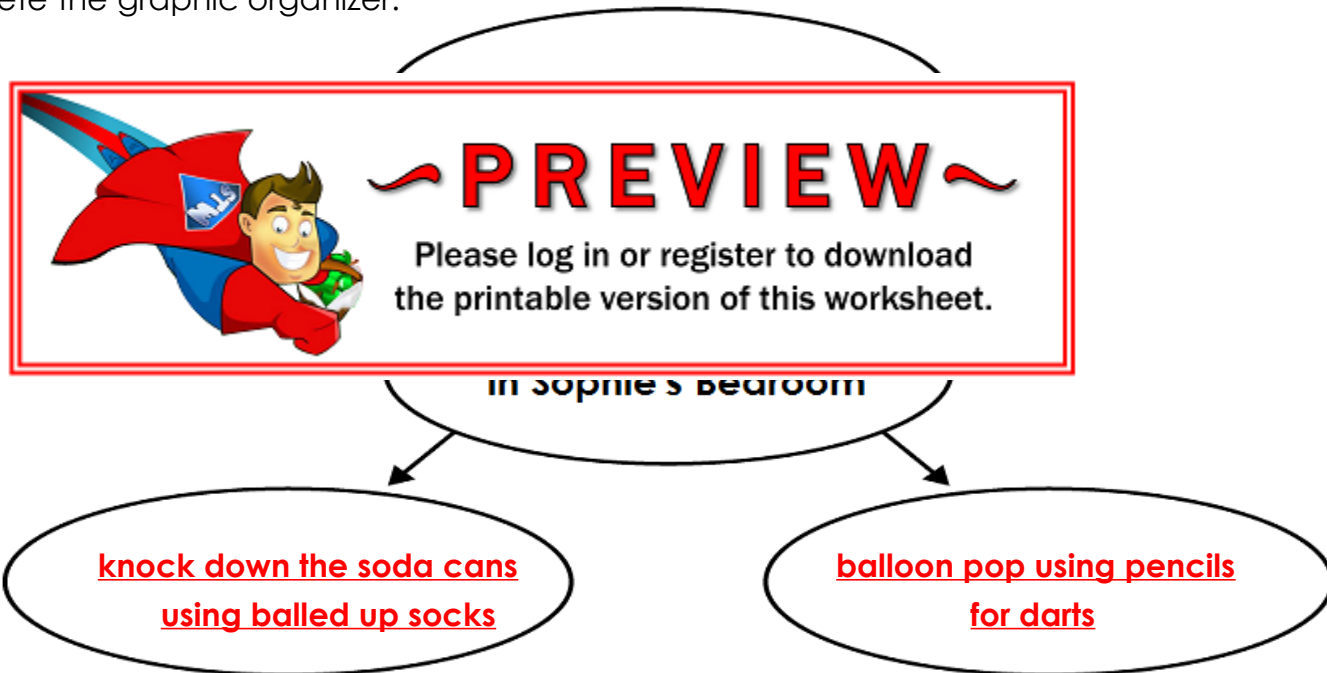 ete the graphic organizer.
~PREVIEW~
Please log in or register to download
the printable version of this worksheet.
in Sophie's Bedroom
knock down the soda cans
using balled up socks
balloon pop using pencils
for darts